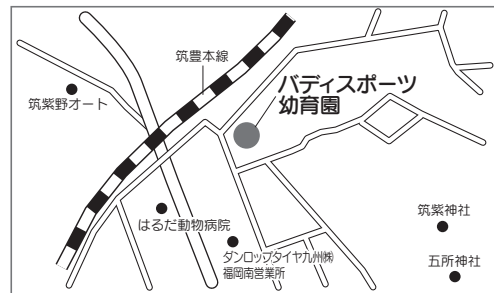 筑豊本線
バディスポーツ
幼育園
筑紫野オート
はるだ動物病院
ダンロップタイヤ九州㈱
福岡南営業所
筑紫神社
五所神社